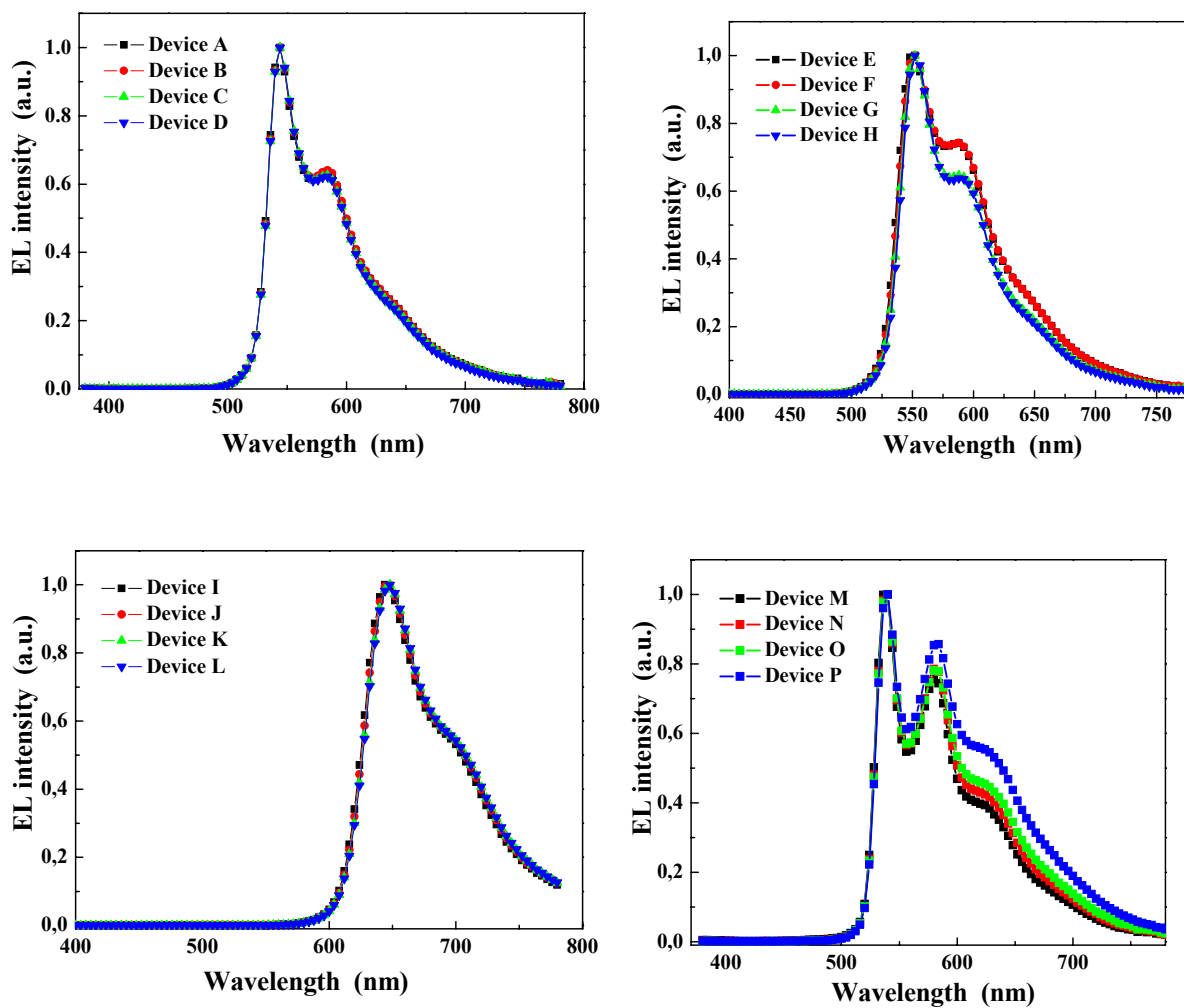 Device A
Device B
Device C
Device D
EL intensity (a.u.)
1,0
0,8
0,6
0,4
0,2
0,0
400 500 600 700 800
Wavelength (nm)
Device E
Device F
Device G
Device H
EL intensity (a.u.)
1,0
0,8
0,6
0,4
0,2
0,0
400 450 500 550 600 650 700 750
Wavelength (nm)
Device I
Device J
Device K
Device L
EL intensity (a.u.)
1,0
0,8
0,6
0,4
0,2
0,0
400 500 600 700 800
Wavelength (nm)
Device M
Device N
Device O
Device P
EL intensity (a.u.)
1,0
0,8
0,6
0,4
0,2
0,0
400 500 600 700
Wavelength (nm)